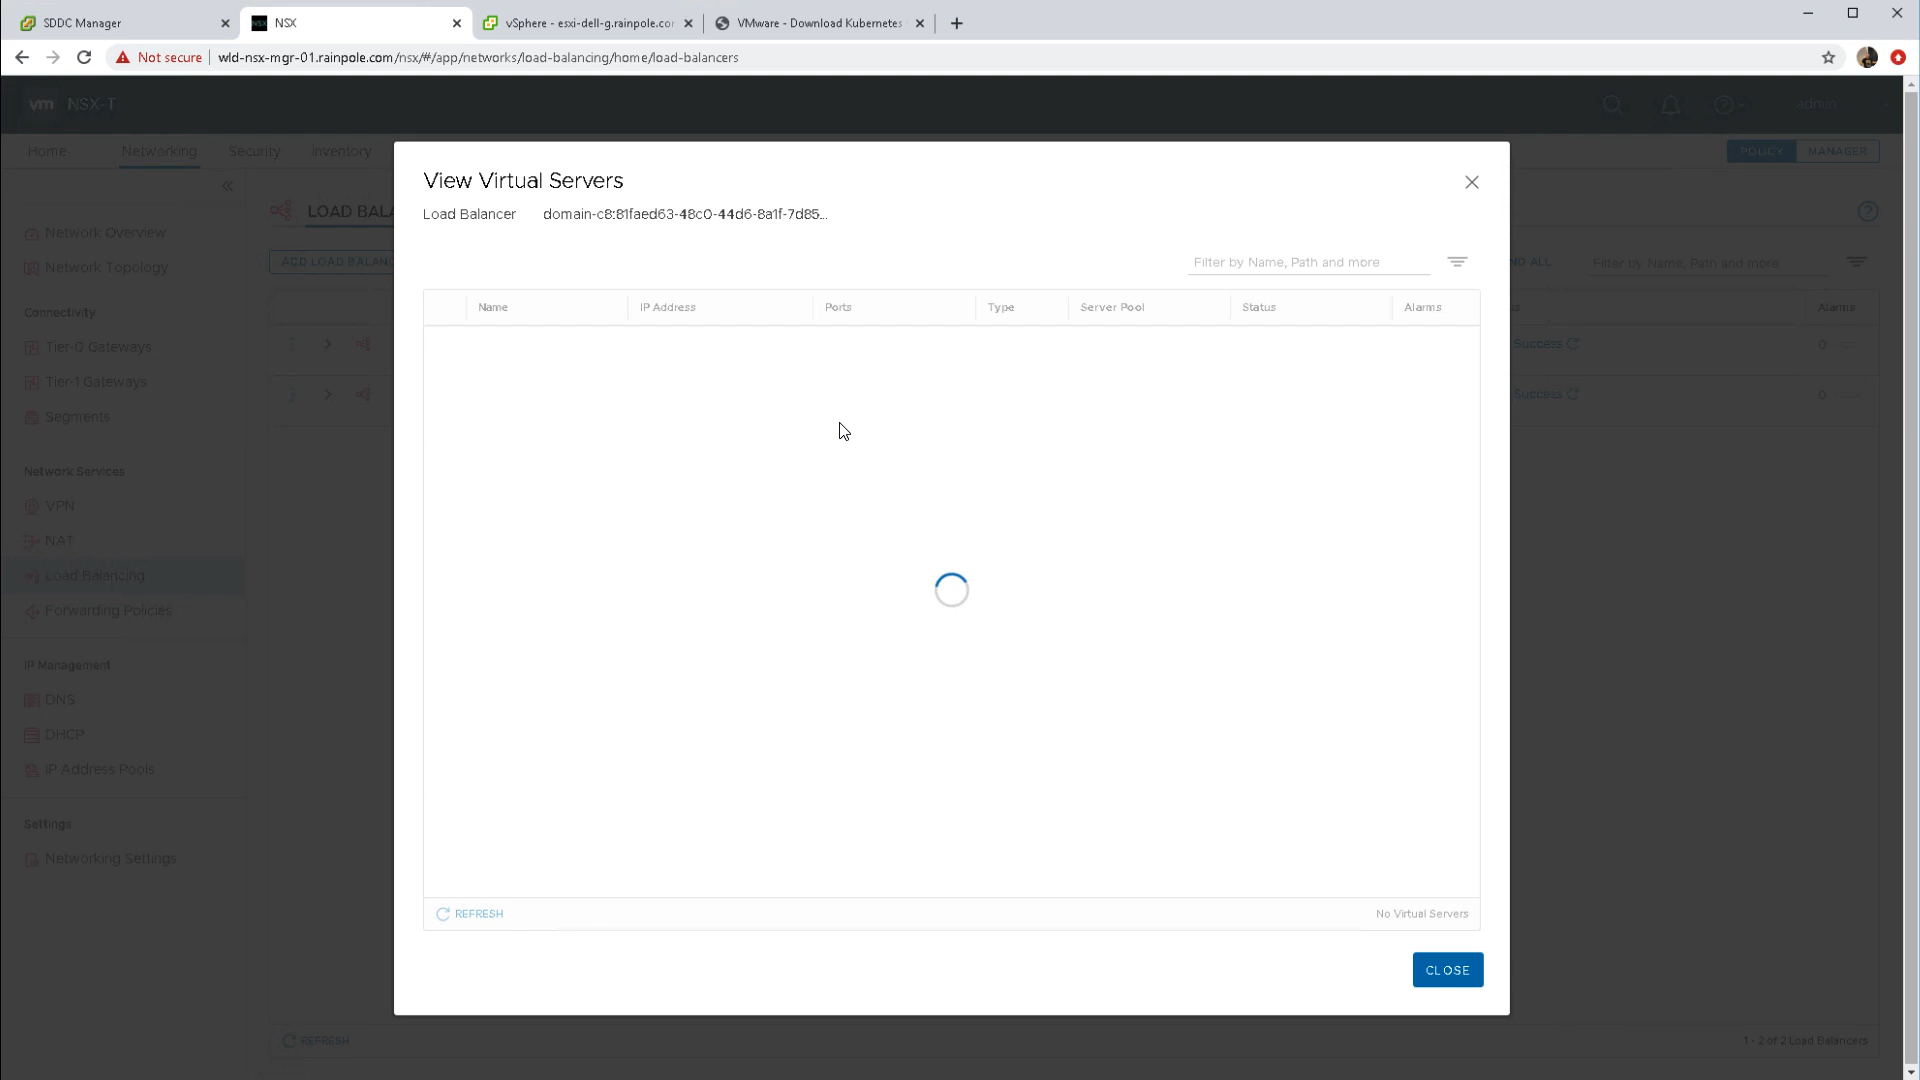 SDDC Manager
NSX
vSphere - esxi-dell-g.rainpole.co
VMware - Download Kubernetes
Not secure
wld-nsx-mgr-01.rainpole.com/nsx/#/app/networks/load-balancing/home/load-balancers
vm NSX-T
admin
Home
Networking
Security
Inventory
POLICY
MANAGER
View Virtual Servers
Load Balancer domain-c8:81faed63-48c0-44d6-8a1f-7d85...
LOAD BALA
Network Overview
Network Topology
Connectivity
Tier-0 Gateways
Tier-1 Gateways
Segments
Network Services
VPN
NAT
Load Balancing
Forwarding Policies
IP Management
DNS
DHCP
IP Address Pools
Settings
Networking Settings
ADD LOAD BALANC
Filter by Name, Path and more
ND ALL
Filter by Name, Path and more
Name
IP Address
Ports
Type
Server Pool
Status
Alarms
Alarms
Success
0
Success
0
REFRESH
No Virtual Servers
CLOSE
REFRESH
1 - 2 of 2 Load Balancers